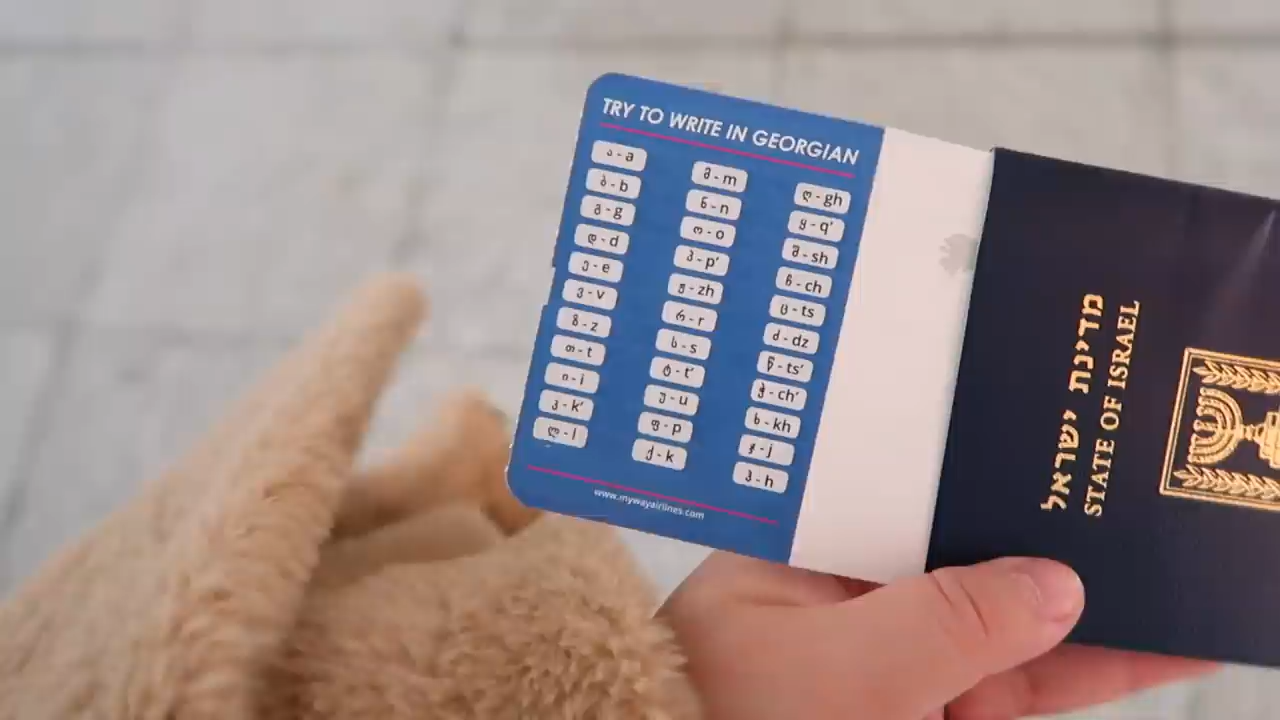 TRY TO WRITE IN GEORGIAN
ა - a
ბ - b
გ - g
დ - d
ე - e
ვ - v
ზ - z
თ - t
ი - i
კ - k'
ლ - l
მ - m
ნ - n
ო - o
პ - p'
ჟ - zh
რ - r
ს - s
ტ - t'
უ - u
ფ - p
ქ - k
ღ - gh
ყ - q'
შ - sh
ჩ - ch
ც - ts
ძ - dz
წ - ts'
ჭ - ch'
ხ - kh
ჯ - j
ჰ - h
www.mywayairlines.com
מדינת ישראל
STATE OF ISRAEL